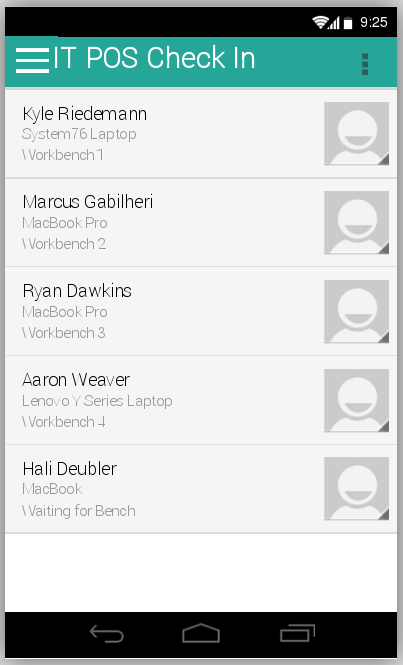 9:25
IT POS Check In
Kyle Riedemann
System76 Laptop
Workbench 1
Marcus Gabilheri
MacBook Pro
Workbench 2
Ryan Dawkins
MacBook Pro
Workbench 3
Aaron Weaver
Lenovo Y Series Laptop
Workbench 4
Hali Deubler
MacBook
Waiting for Bench